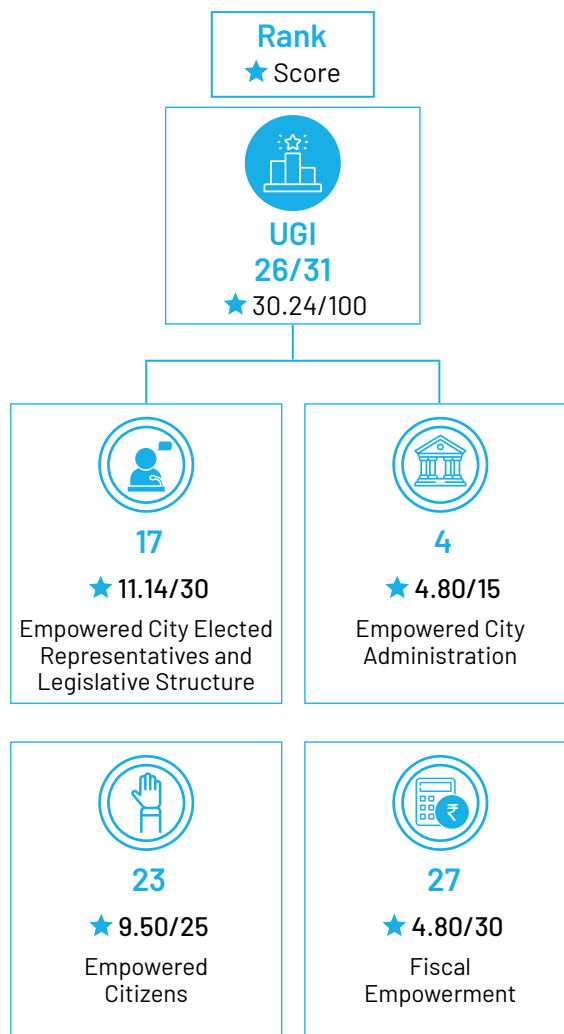 Rank
★ Score
UGI
26/31
★ 30.24/100
17
★ 11.14/30
Empowered City Elected
Representatives and
Legislative Structure
4
★ 4.80/15
Empowered City
Administration
23
★ 9.50/25
Empowered
Citizens
27
★ 4.80/30
Fiscal
Empowerment